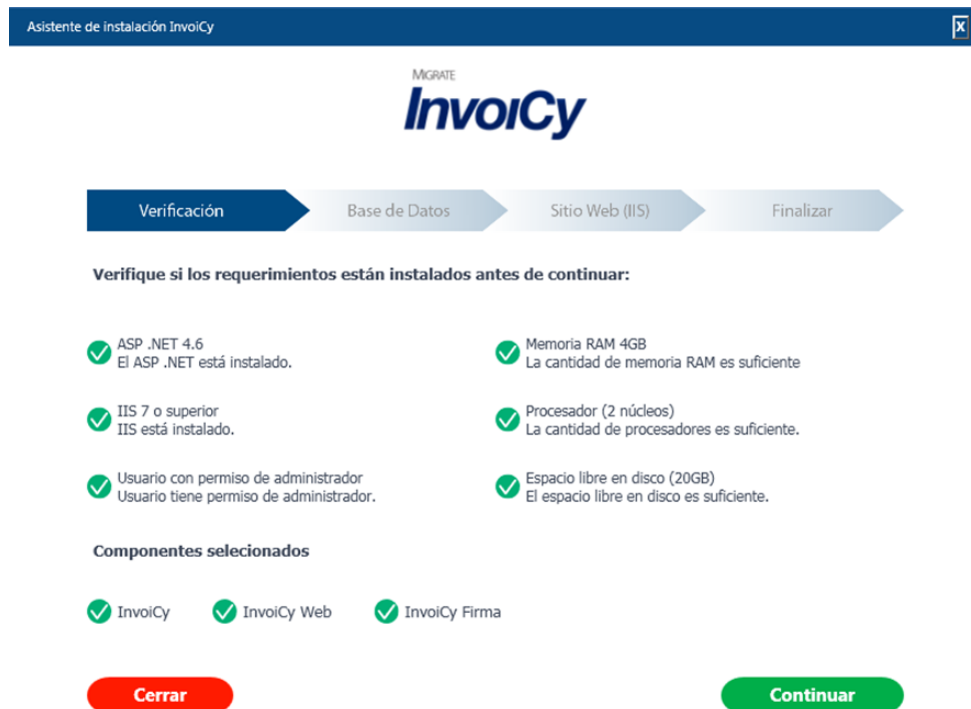 Asistente de instalación InvoiCy
X
MIGRATE
InvoiCy
Verificación
Base de Datos
Sitio Web (IIS)
Finalizar
Verifique si los requerimientos están instalados antes de continuar:
ASP .NET 4.6
El ASP .NET está instalado.
Memoria RAM 4GB
La cantidad de memoria RAM es suficiente
IIS 7 o superior
IIS está instalado.
Procesador (2 núcleos)
La cantidad de procesadores es suficiente.
Usuario con permiso de administrador
Usuario tiene permiso de administrador.
Espacio libre en disco (20GB)
El espacio libre en disco es suficiente.
Componentes selecionados
InvoiCy
InvoiCy Web
InvoiCy Firma
Cerrar
Continuar